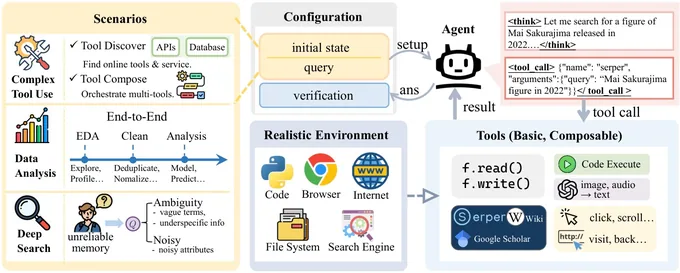 Scenarios
Complex
Tool Use
✓ Tool Discover
APIs
Database
Find online tools & service.
✓ Tool Compose
Orchestrate multi-tools.
Data
Analysis
End-to-End
EDA
Clean
Analysis
Explore,
Profile…
Deduplicate,
Nomalize…
Model,
Predict…
Deep
Search
unreliable
memory
Q
Ambiguity
- vague terms,
- underspecific info
Noisy
- noisy attributes
Configuration
initial state
query
verification
setup
ans
Agent
<think> Let me search for a figure of
Mai Sakurajima released in
2022.…</think>
<tool_call> {"name": "serper",
"arguments":{"query": “Mai Sakurajima
figure in 2022"}}</ tool_call >
result
tool call
Realistic Environment
Code
Browser
WWW
Internet
File System
Search Engine
Tools (Basic, Composable)
f.read()
f.write()
Code Execute
image, audio
→ text
Serper
W Wiki
Google Scholar
click, scroll…
http://
visit, back…